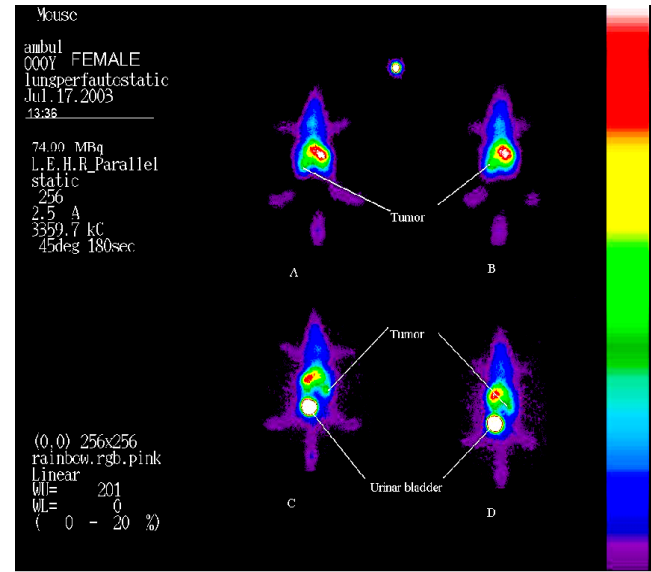 Mouse
ambul
000Y FEMALE
lungperfautostatic
Jul.17.2003
13:36
74.00 MBq
L.E.H.R_Parallel
static
256
2.5 A
3359.7 kC
45deg 180sec
Tumor
A
B
Tumor
(0,0) 256x256
rainbow.rgb.pink
Linear
WU= 201
WL= 0
( 0 - 20 %)
Urinar bladder
C
D